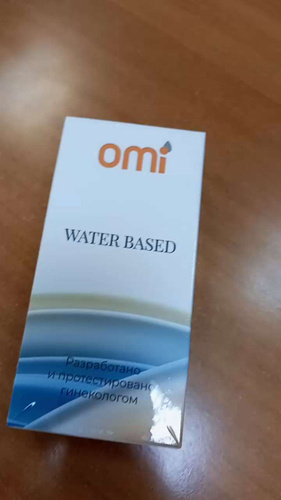 omi
WATER BASED
Разработано
и протестировано
гинекологом